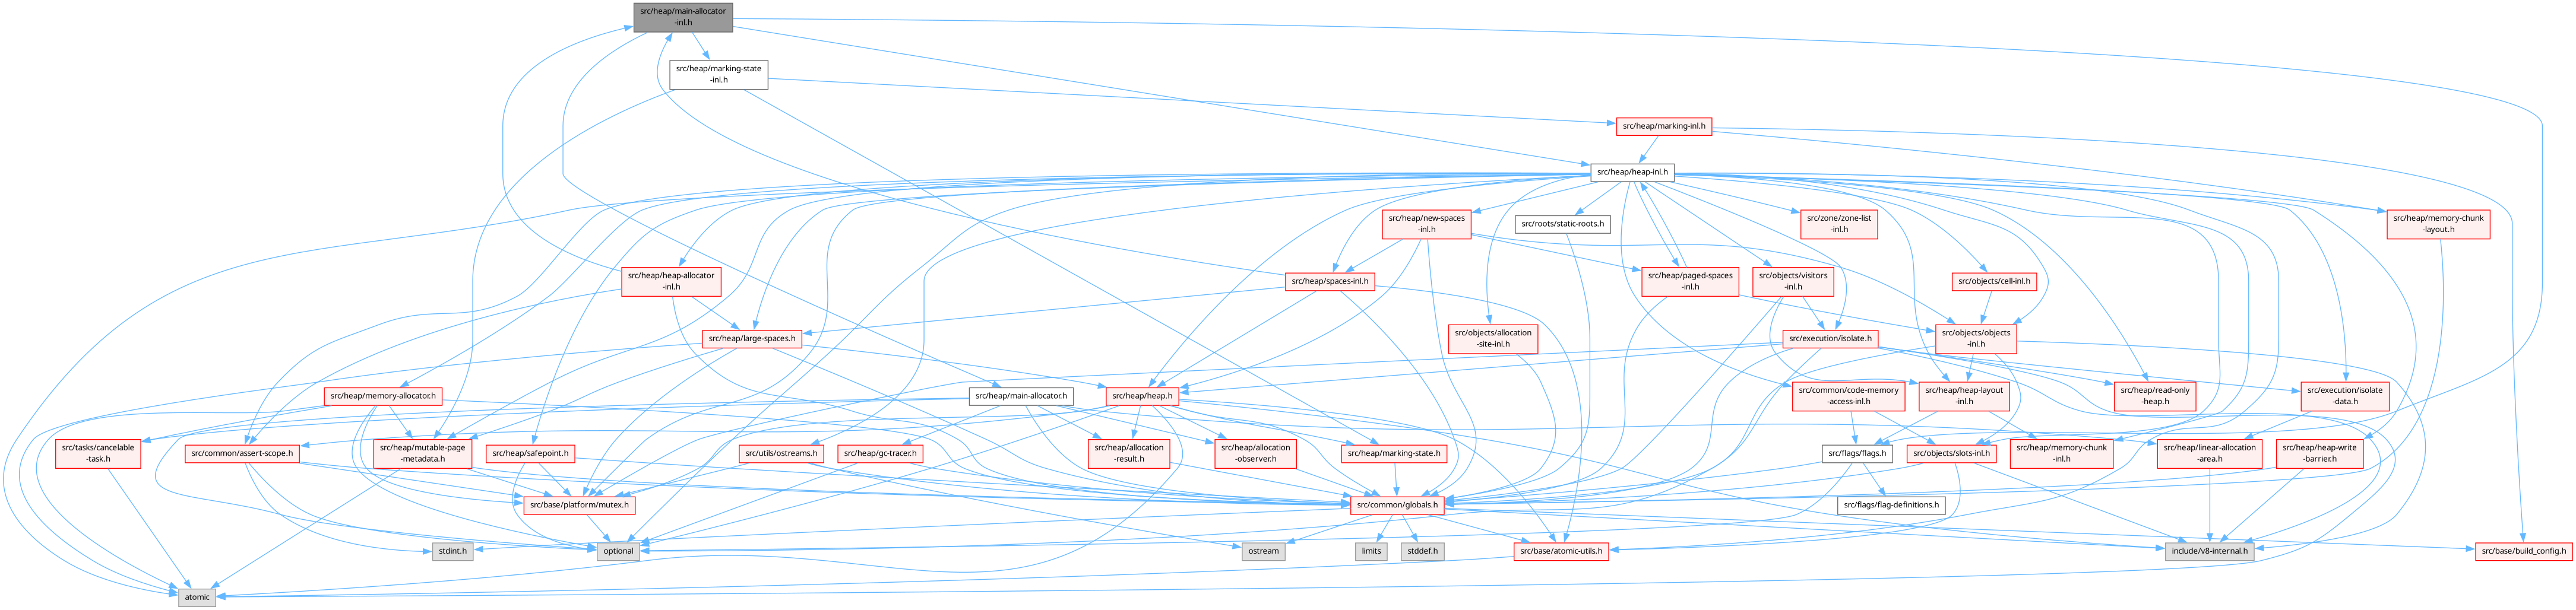 src/heap/main-allocator
-inl.h
src/heap/marking-state
-inl.h
src/heap/marking-inl.h
src/heap/heap-inl.h
src/heap/new-spaces
-inl.h
src/roots/static-roots.h
src/zone/zone-list
-inl.h
src/heap/memory-chunk
-layout.h
src/heap/heap-allocator
-inl.h
src/heap/spaces-inl.h
src/heap/paged-spaces
-inl.h
src/objects/visitors
-inl.h
src/objects/cell-inl.h
src/heap/large-spaces.h
src/objects/allocation
-site-inl.h
src/execution/isolate.h
src/objects/objects
-inl.h
src/heap/memory-allocator.h
src/heap/main-allocator.h
src/heap/heap.h
src/common/code-memory
-access-inl.h
src/heap/heap-layout
-inl.h
src/heap/read-only
-heap.h
src/execution/isolate
-data.h
src/tasks/cancelable
-task.h
src/common/assert-scope.h
src/heap/mutable-page
-metadata.h
src/heap/safepoint.h
src/utils/ostreams.h
src/heap/gc-tracer.h
src/heap/allocation
-result.h
src/heap/allocation
-observer.h
src/heap/marking-state.h
src/flags/flags.h
src/objects/slots-inl.h
src/heap/memory-chunk
-inl.h
src/heap/linear-allocation
-area.h
src/heap/heap-write
-barrier.h
src/base/platform/mutex.h
src/common/globals.h
src/flags/flag-definitions.h
stdint.h
optional
ostream
limits
stddef.h
src/base/atomic-utils.h
include/v8-internal.h
src/base/build_config.h
atomic